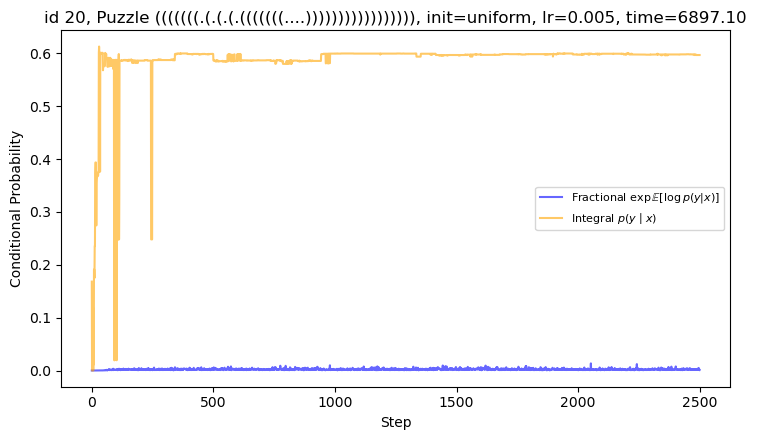 id 20, Puzzle (((((((.(.(.(.(((((((....))))))))))))))))), init=uniform, lr=0.005, time=6897.10
0.6
0.5
0.4
0.3
0.2
0.1
0.0
Conditional Probability
Fractional exp𝔼[log p(y|x)]
Integral p(y | x)
0 500 1000 1500 2000 2500
Step